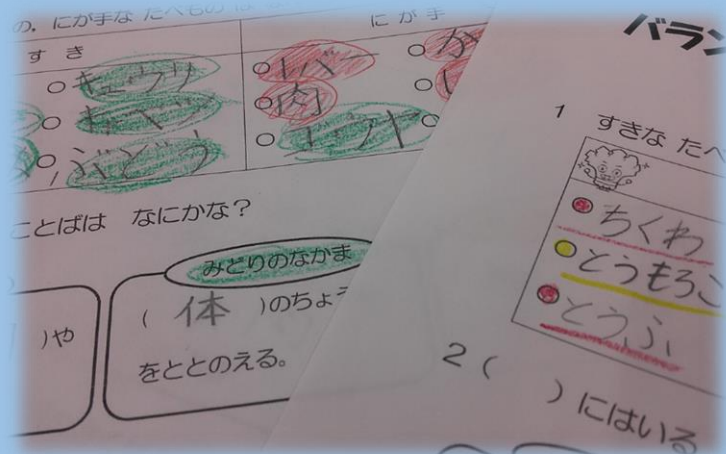 の. にが手な たべもの
すき
にが手
キュウリ
キャベツ
ぶどう
レバー
肉
ゴーヤ
ことばは なにかな？
みどりのなかま
）や
（ 体 ）のちょう
をととのえる。
バラン
1 すきな たべ
ちくわ
とうもろこ
とうふ
2（ ）にはいる